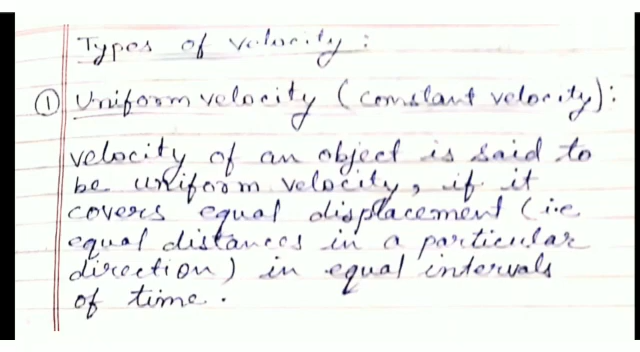 Types of velocity:
① Uniform velocity (constant velocity):
velocity of an object is said to
be uniform velocity, if it
covers equal displacement (i.e
equal distances in a particular
direction) in equal intervals
of time.